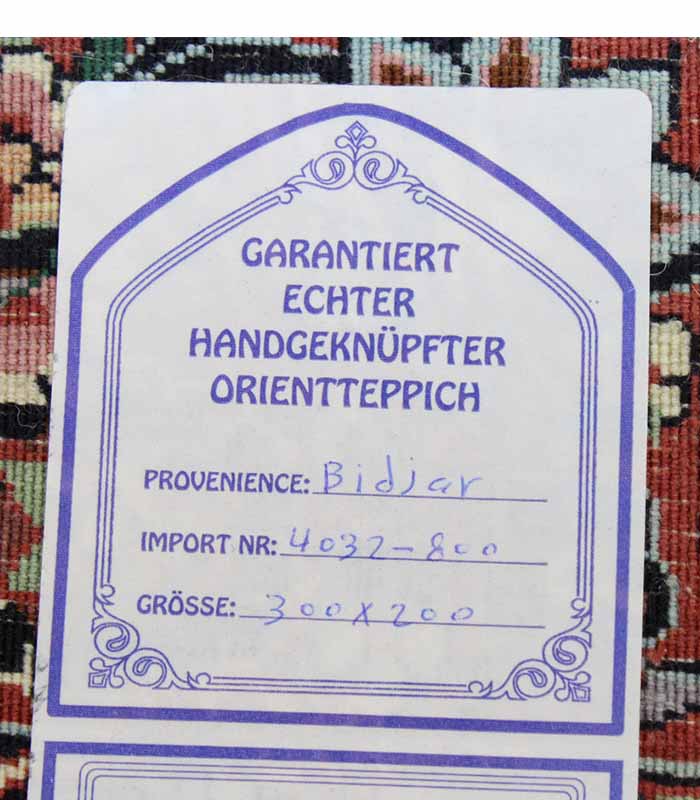 GARANTIERT
ECHTER
HANDGEKNÜPFTER
ORIENTTEPPICH
PROVENIENCE: Bidjar
IMPORT NR: 4032-800
GRÖSSE: 300x200